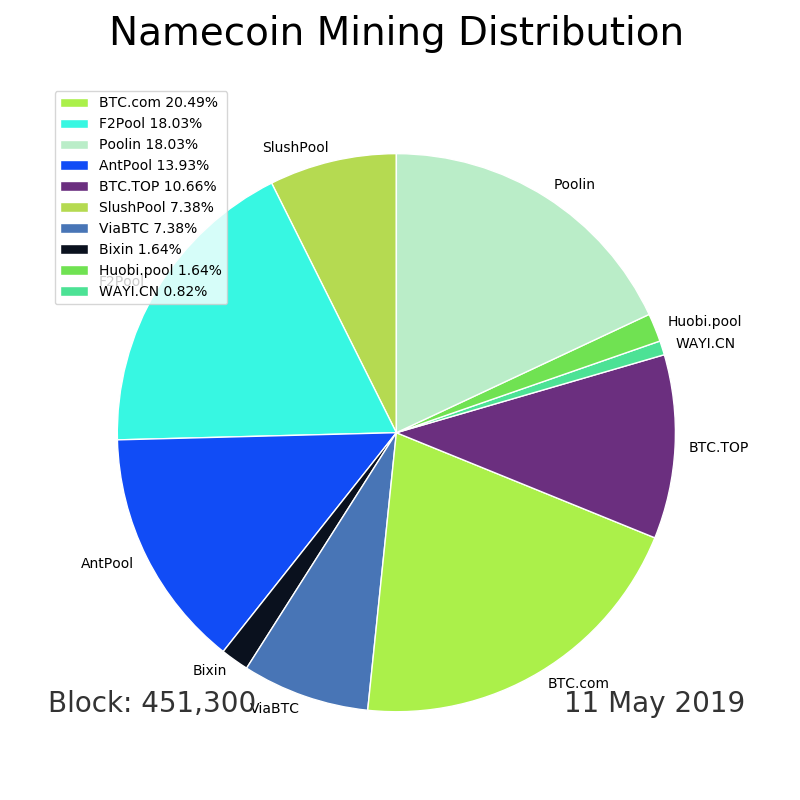 Namecoin Mining Distribution
BTC.com 20.49%
F2Pool 18.03%
Poolin 18.03%
AntPool 13.93%
BTC.TOP 10.66%
SlushPool 7.38%
ViaBTC 7.38%
Bixin 1.64%
Huobi.pool 1.64%
WAYI.CN 0.82%
SlushPool
Poolin
F2Pool
Huobi.pool
WAYI.CN
BTC.TOP
AntPool
Bixin
BTC.com
ViaBTC
Block: 451,300
11 May 2019